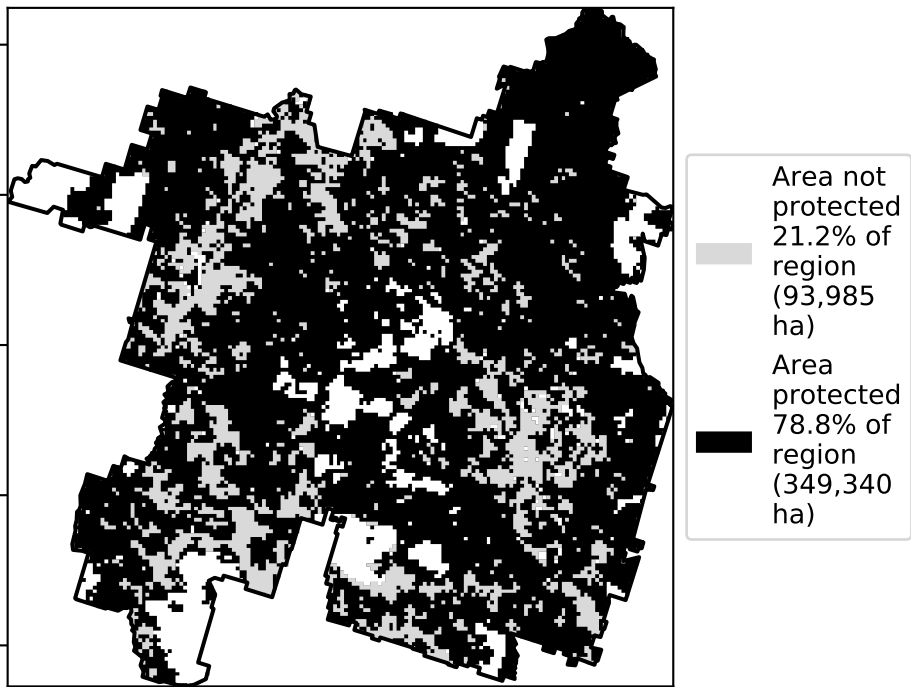 Area not
protected
21.2% of
region
(93,985
ha)
Area
protected
78.8% of
region
(349,340
ha)